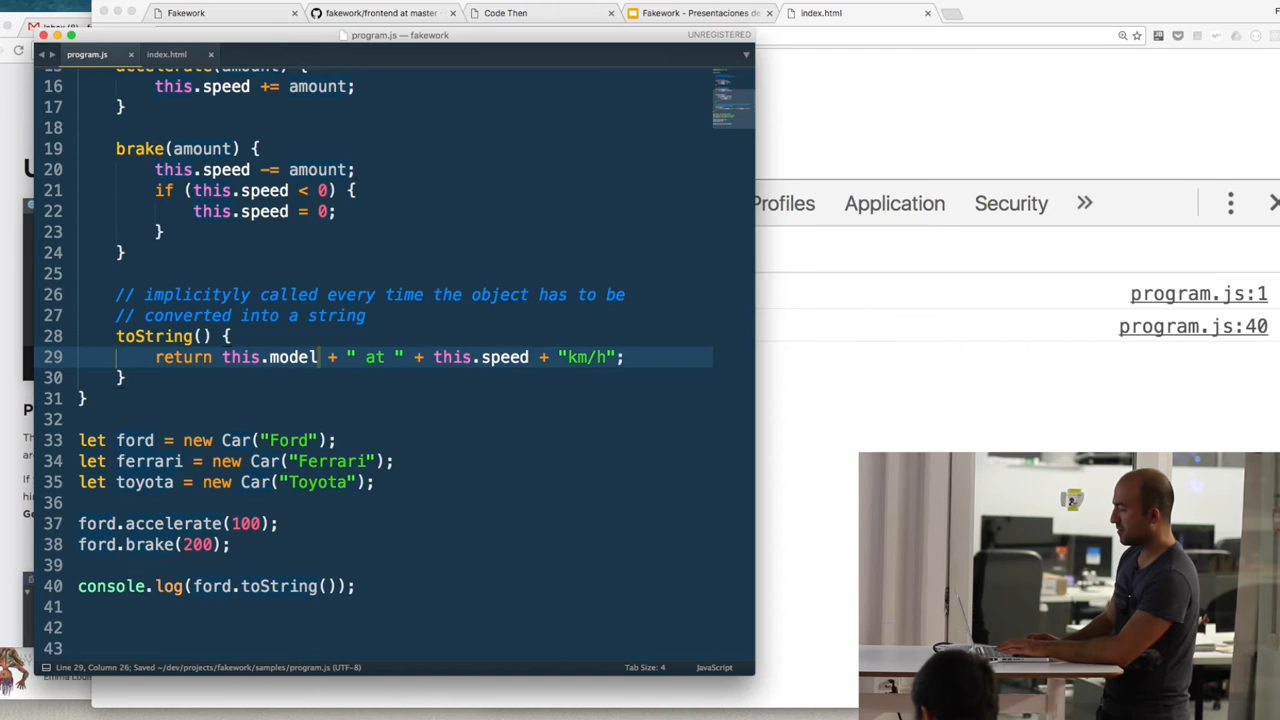 Fakework
frontend at master · fakework/frontend
Code Then
Fakework - Presentaciones de
index.html
program.js — fakework
UNREGISTERED
program.js
index.html
15 accelerate(amount) {
16 this.speed += amount;
17 }
18
19 brake(amount) {
20 this.speed -= amount;
21 if (this.speed < 0) {
22 this.speed = 0;
23 }
24 }
25
26 // implicityly called every time the object has to be
27 // converted into a string
28 toString() {
29 return this.model + " at " + this.speed + "km/h";
30 }
31 }
32
33 let ford = new Car("Ford");
34 let ferrari = new Car("Ferrari");
35 let toyota = new Car("Toyota");
36
37 ford.accelerate(100);
38 ford.brake(200);
39
40 console.log(ford.toString());
41
42
43
Line 29, Column 26; Saved ~/dev/projects/fakework/samples/program.js (UTF-8)
Tab Size: 4
JavaScript
Profiles
Application
Security
program.js:1
program.js:40